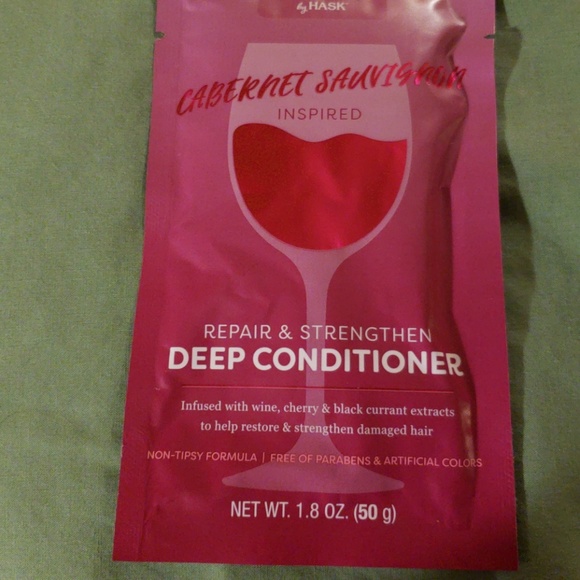 by HASK
CABERNET SAUVIGNON
INSPIRED
REPAIR & STRENGTHEN
DEEP CONDITIONER
Infused with wine, cherry & black currant extracts
to help restore & strengthen damaged hair
NON-TIPSY FORMULA | FREE OF PARABENS & ARTIFICIAL COLORS
NET WT. 1.8 OZ. (50 g)